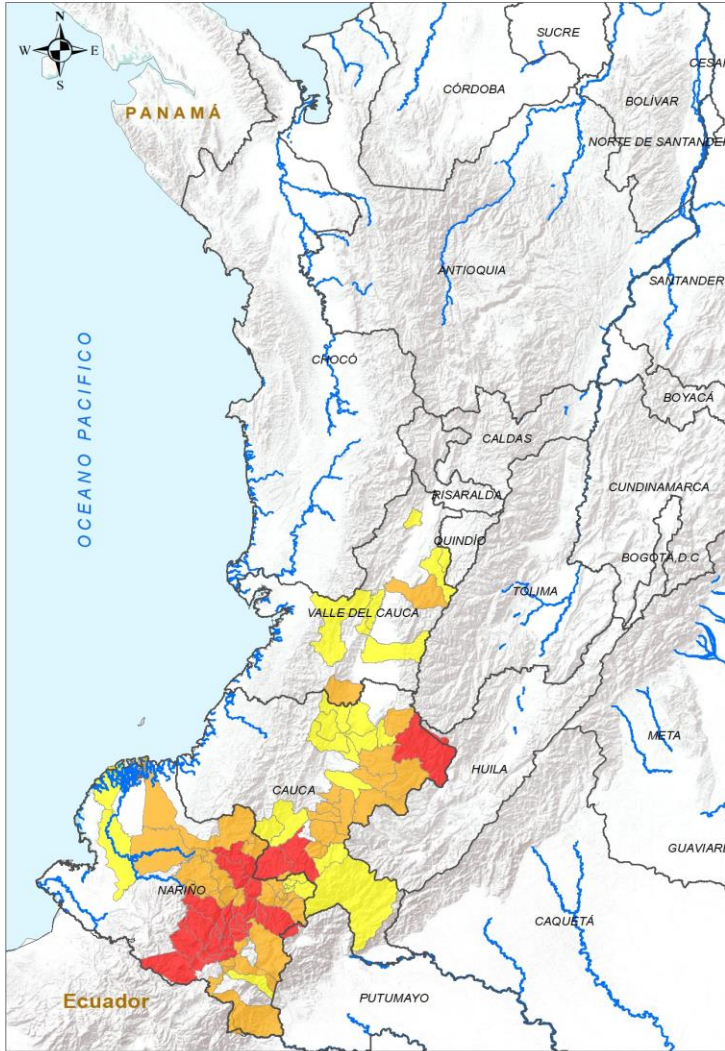 N
W E
S
PANAMÁ
SUCRE
CÓRDOBA
CESAR
BOLÍVAR
NORTE DE SANTANDER
ANTIOQUIA
SANTANDER
OCEANO PACIFICO
CHOCÓ
BOYACÁ
CALDAS
CUNDINAMARCA
RISARALDA
QUINDÍO
BOGOTÁ,D.C
TOLIMA
VALLE DEL CAUCA
META
HUILA
CAUCA
GUAVIARE
NARIÑO
CAQUETÁ
Ecuador
PUTUMAYO